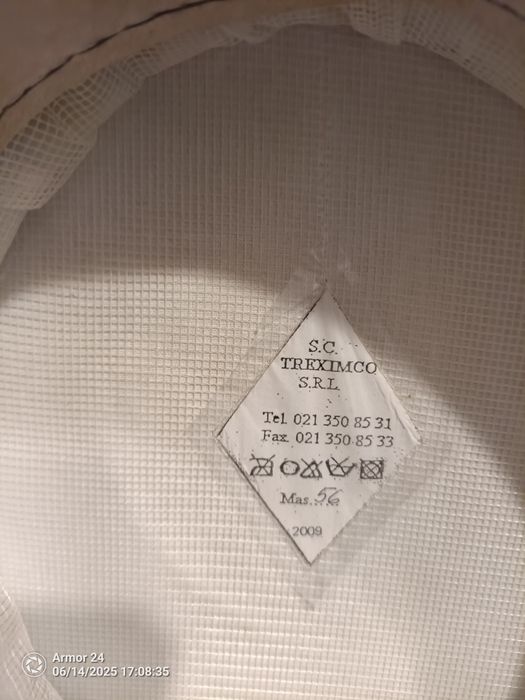 S.C.
TREXIMCO
S.R.L
Tel. 021 350 85 31
Fax. 021 350 85 33
Mas....56
2009
Armor 24
06/14/2025 17:08:35